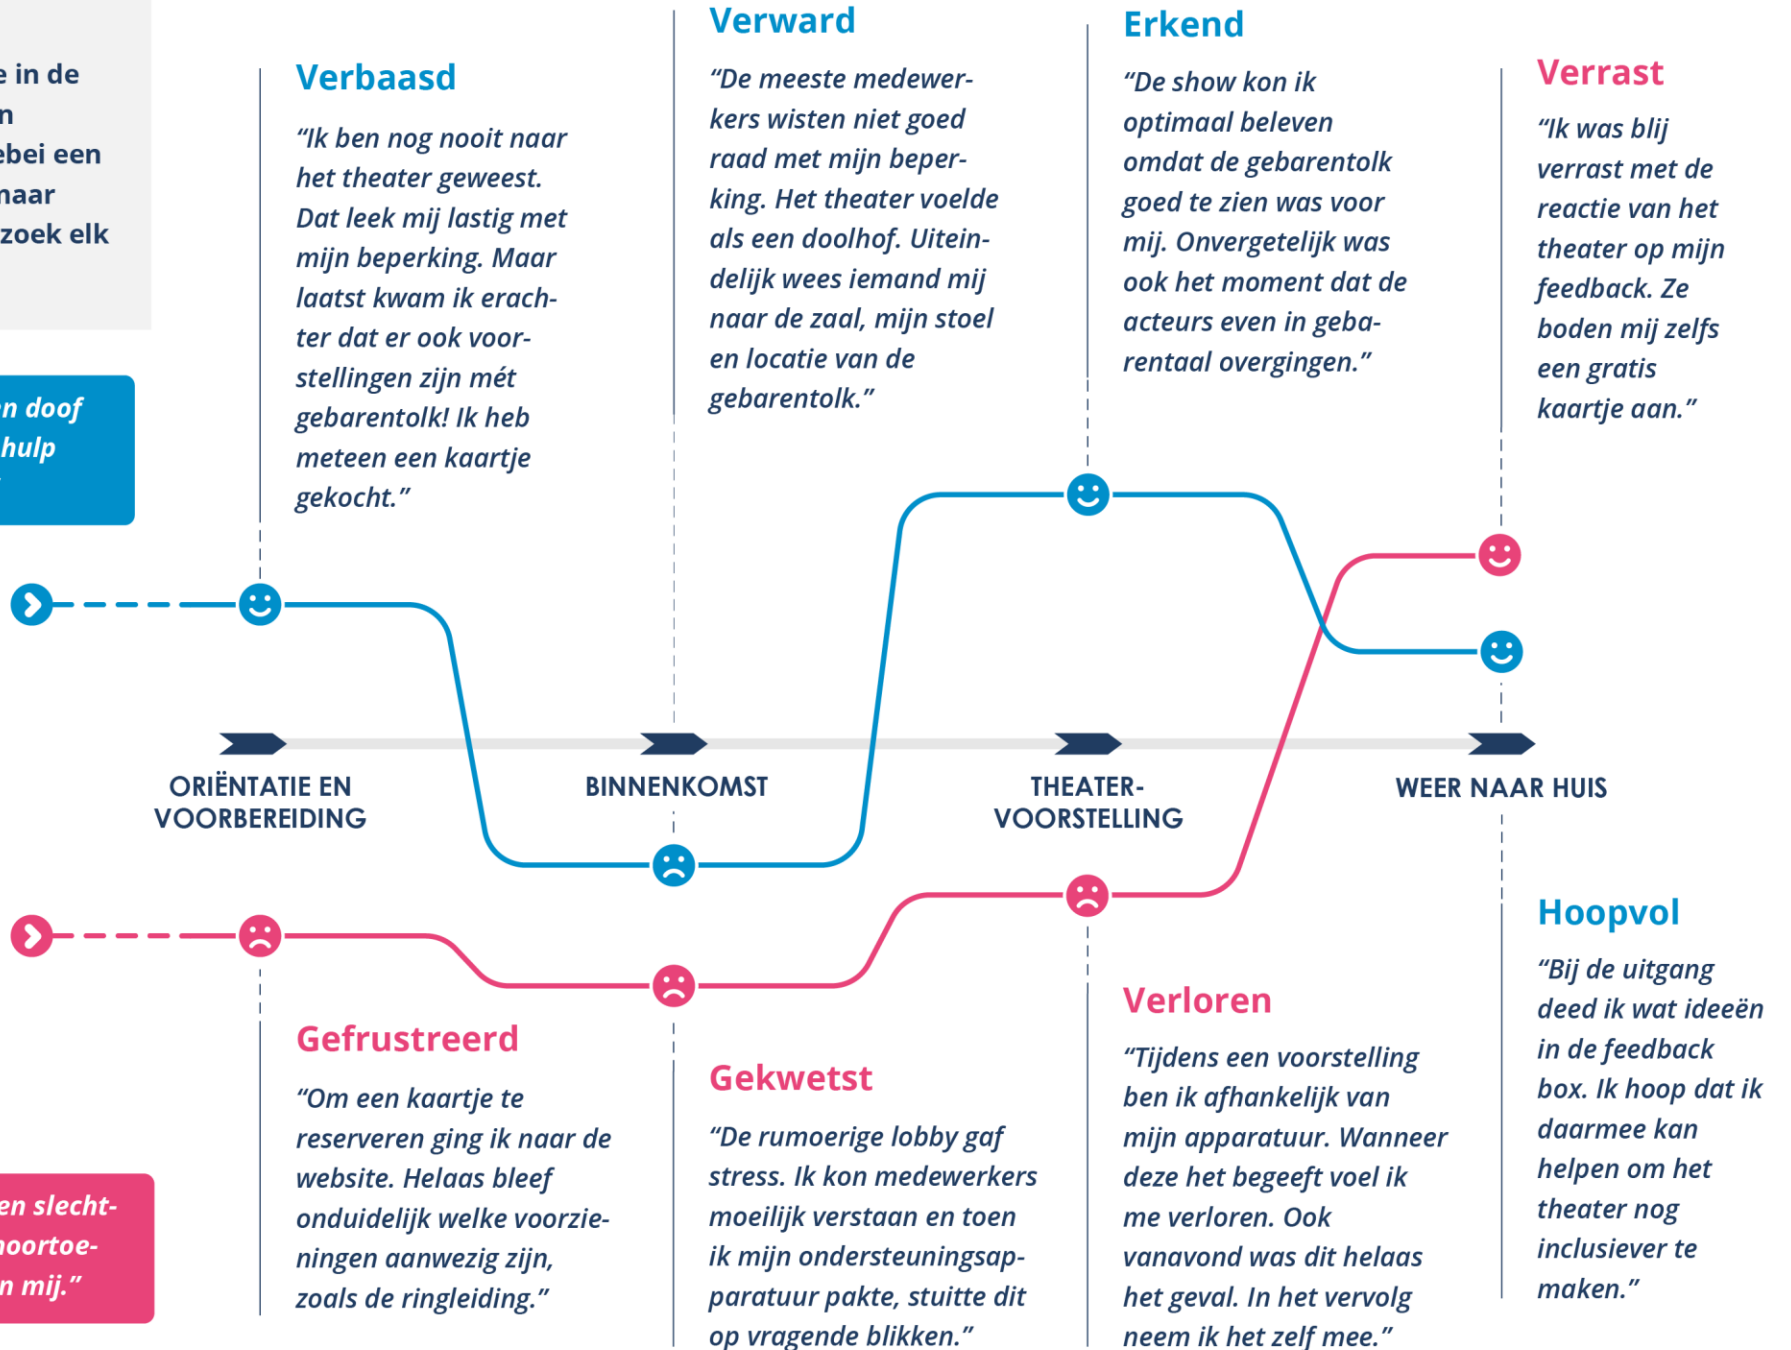 e in de
n
ebei een
naar
zoek elk
en doof
hulp
Verbaasd
“Ik ben nog nooit naar
het theater geweest.
Dat leek mij lastig met
mijn beperking. Maar
laatst kwam ik erach-
ter dat er ook voor-
stellingen zijn mét
gebarentolk! Ik heb
meteen een kaartje
gekocht.”
Verward
“De meeste medewer-
kers wisten niet goed
raad met mijn beper-
king. Het theater voelde
als een doolhof. Uitein-
delijk wees iemand mij
naar de zaal, mijn stoel
en locatie van de
gebarentolk.”
Erkend
“De show kon ik
optimaal beleven
omdat de gebarentolk
goed te zien was voor
mij. Onvergetelijk was
ook het moment dat de
acteurs even in geba-
rentaal overgingen.”
Verrast
“Ik was blij
verrast met de
reactie van het
theater op mijn
feedback. Ze
boden mij zelfs
een gratis
kaartje aan.”
ORIËNTATIE EN
VOORBEREIDING
BINNENKOMST
THEATER-
VOORSTELLING
WEER NAAR HUIS
en slecht-
hoortoe-
n mij.”
Gefrustreerd
“Om een kaartje te
reserveren ging ik naar de
website. Helaas bleef
onduidelijk welke voorzie-
ningen aanwezig zijn,
zoals de ringleiding.”
Gekwetst
“De rumoerige lobby gaf
stress. Ik kon medewerkers
moeilijk verstaan en toen
ik mijn ondersteuningsap-
paratuur pakte, stuitte dit
op vragende blikken.”
Verloren
“Tijdens een voorstelling
ben ik afhankelijk van
mijn apparatuur. Wanneer
deze het begeeft voel ik
me verloren. Ook
vanavond was dit helaas
het geval. In het vervolg
neem ik het zelf mee.”
Hoopvol
“Bij de uitgang
deed ik wat ideeën
in de feedback
box. Ik hoop dat ik
daarmee kan
helpen om het
theater nog
inclusiever te
maken.”